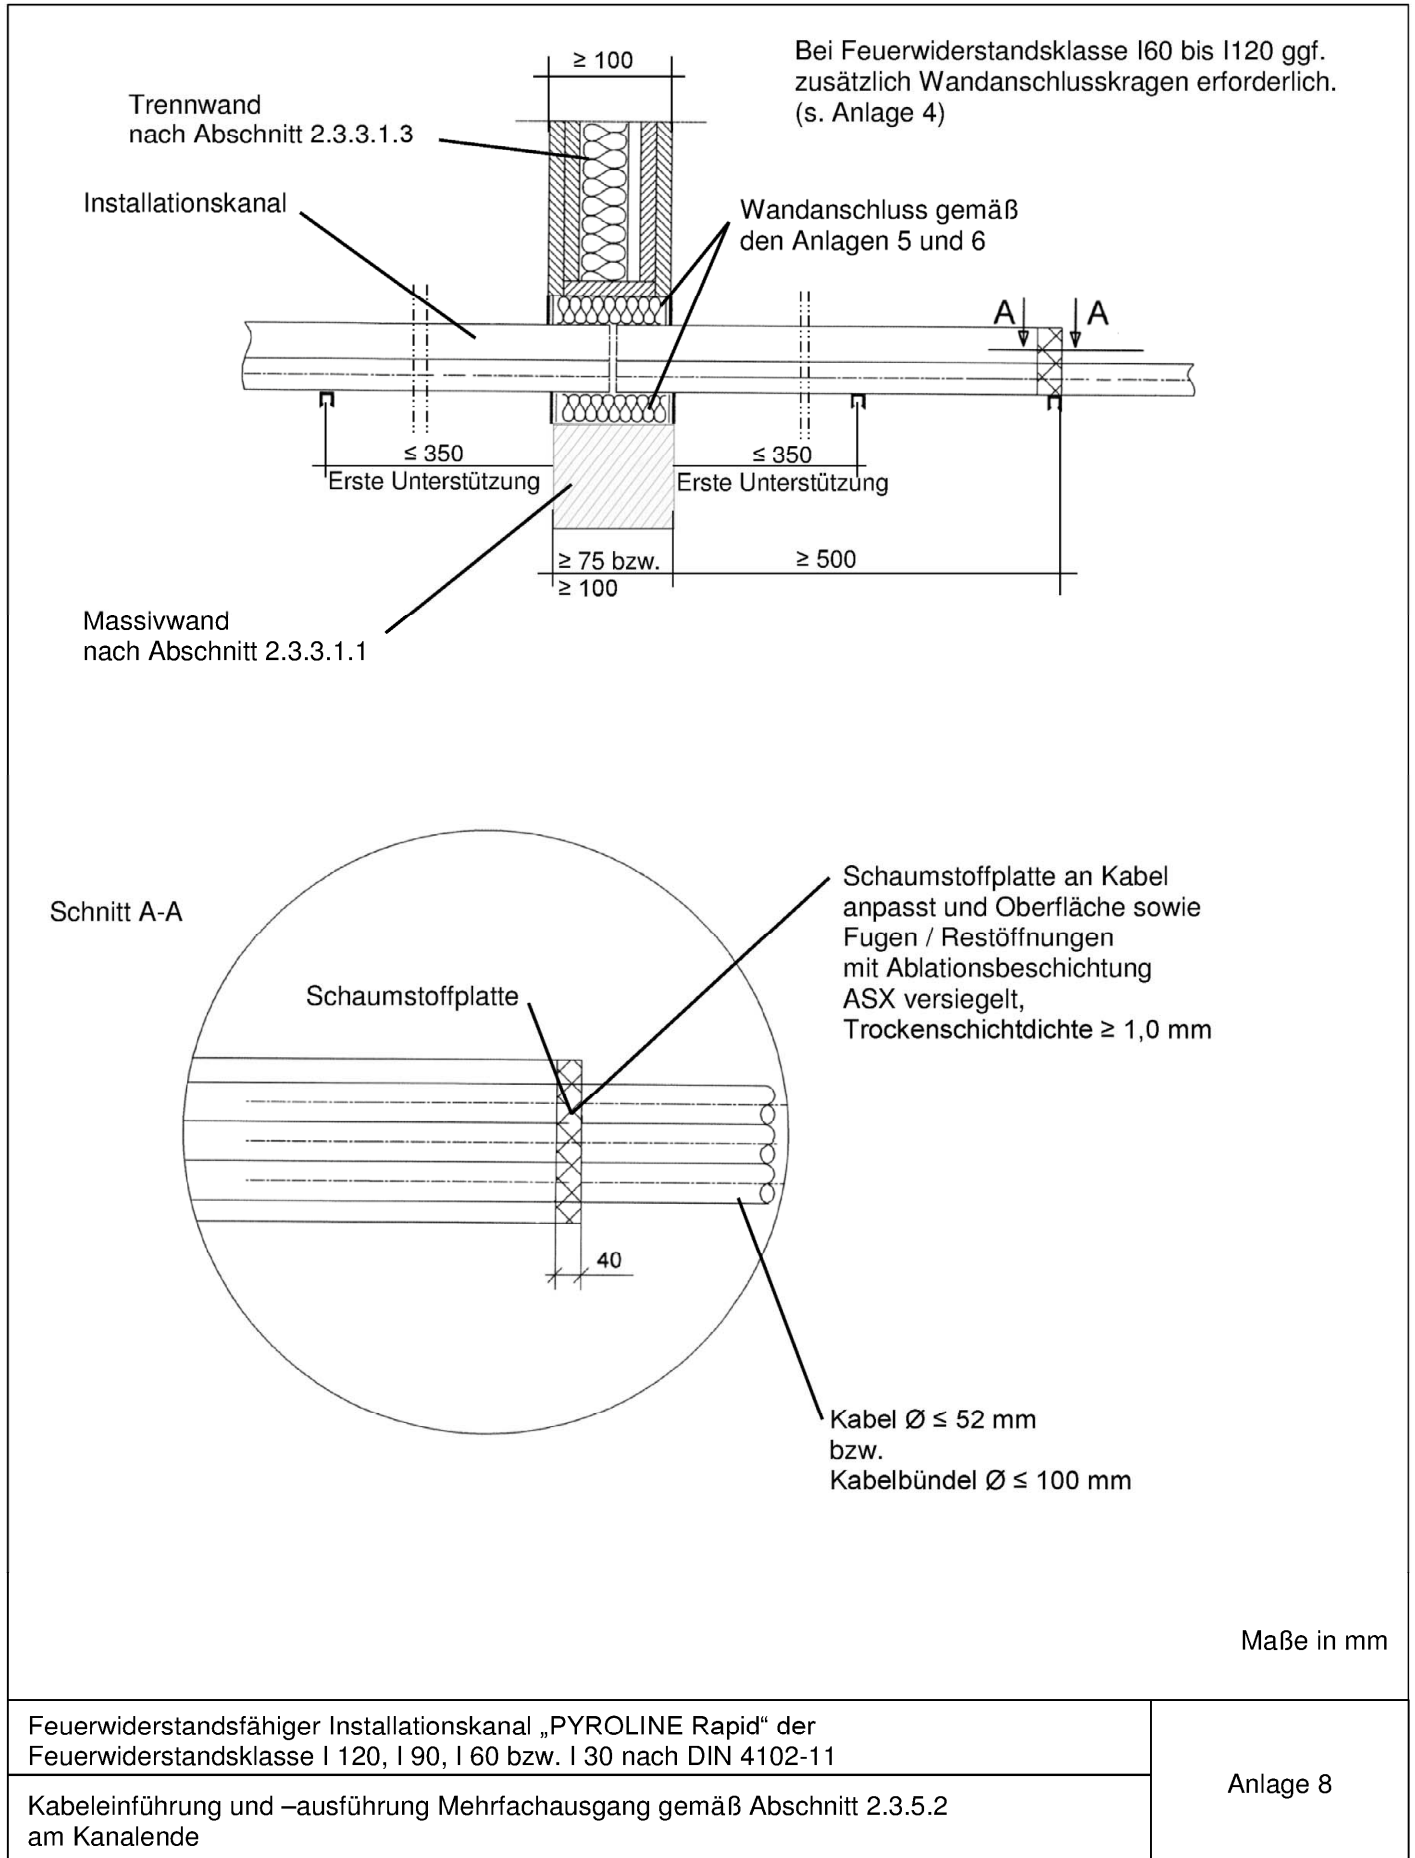 ≥ 100
Bei Feuerwiderstandsklasse I60 bis I120 ggf.
zusätzlich Wandanschlusskragen erforderlich.
(s. Anlage 4)
Trennwand
nach Abschnitt 2.3.3.1.3
Installationskanal
Wandanschluss gemäß
den Anlagen 5 und 6
A
A
≤ 350
Erste Unterstützung
≤ 350
Erste Unterstützung
≥ 75 bzw.
≥ 100
≥ 500
Massivwand
nach Abschnitt 2.3.3.1.1
Schnitt A-A
Schaumstoffplatte
Schaumstoffplatte an Kabel
anpasst und Oberfläche sowie
Fugen / Restöffnungen
mit Ablationsbeschichtung
ASX versiegelt,
Trockenschichtdichte ≥ 1,0 mm
40
Kabel Ø ≤ 52 mm
bzw.
Kabelbündel Ø ≤ 100 mm
Maße in mm
Feuerwiderstandsfähiger Installationskanal „PYROLINE Rapid“ der
Feuerwiderstandsklasse I 120, I 90, I 60 bzw. I 30 nach DIN 4102-11
Kabeleinführung und –ausführung Mehrfachausgang gemäß Abschnitt 2.3.5.2
am Kanalende
Anlage 8